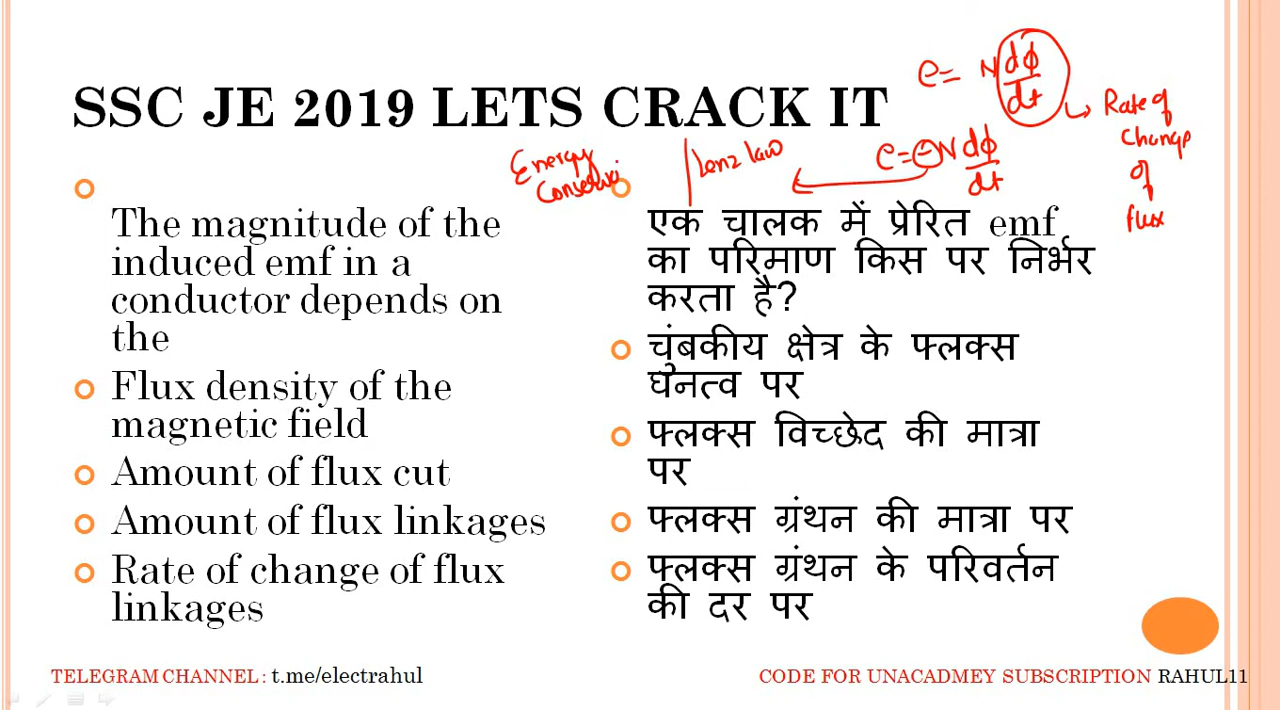 e = N dϕ/dt
SSC JE 2019 LETS CRACK IT
Rate of
Change
of
flux
e = -N dϕ/dt
Lenz law
Energy
The magnitude of the
induced emf in a
conductor depends on
the
Flux density of the
magnetic field
Amount of flux cut
Amount of flux linkages
Rate of change of flux
linkages
एक चालक में प्रेरित emf
का परिमाण किस पर निर्भर
करता है?
चुंबकीय क्षेत्र के फ्लक्स
घनत्व पर
फ्लक्स विच्छेद की मात्रा
पर
फ्लक्स ग्रंथन की मात्रा पर
फ्लक्स ग्रंथन के परिवर्तन
की दर पर
TELEGRAM CHANNEL : t.me/electrahul
CODE FOR UNACADMEY SUBSCRIPTION RAHUL11